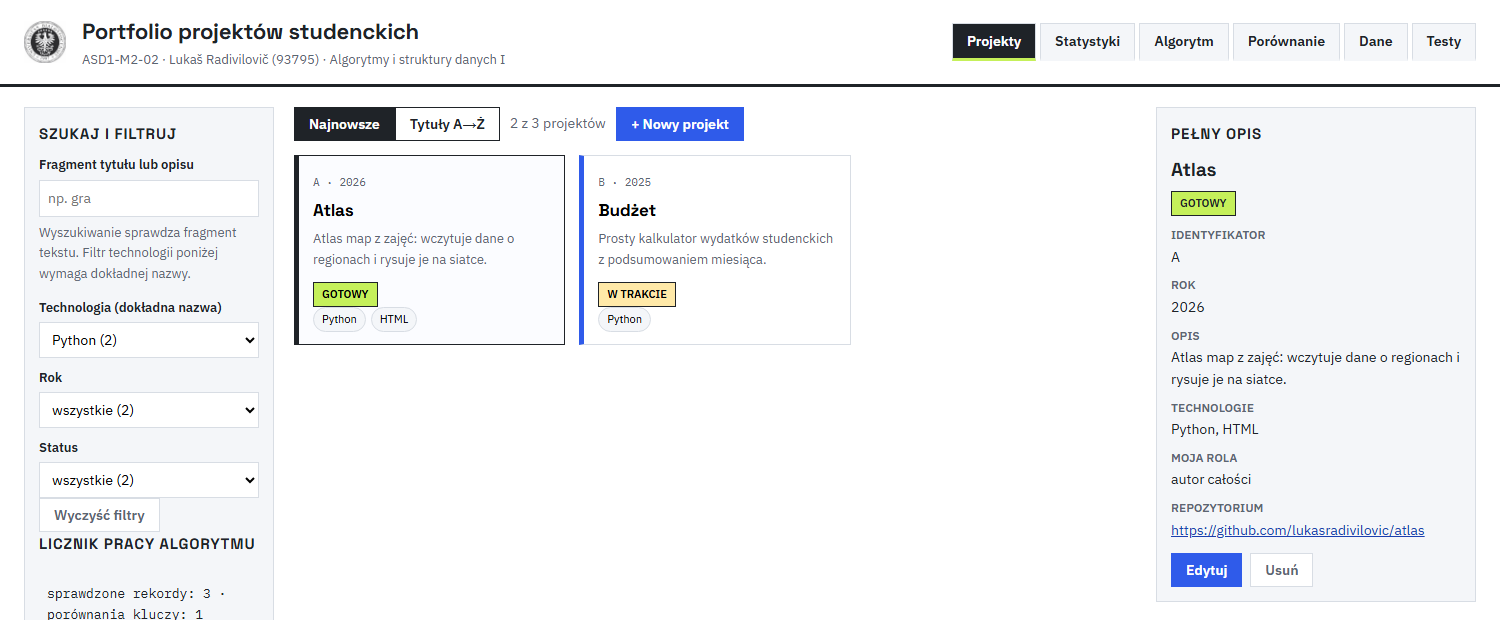 Portfolio projektów studenckich
ASD1-M2-02 · Lukaš Radivilovič (93795) · Algorytmy i struktury danych I
Projekty
Statystyki
Algorytm
Porównanie
Dane
Testy
SZUKAJ I FILTRUJ
Fragment tytułu lub opisu
np. gra
Wyszukiwanie sprawdza fragment
tekstu. Filtr technologii poniżej
wymaga dokładnej nazwy.
Technologia (dokładna nazwa)
Python (2)
Rok
wszystkie (2)
Status
wszystkie (2)
Wyczyść filtry
LICZNIK PRACY ALGORYTMU
sprawdzone rekordy: 3 ·
porównania kluczy: 1
Najnowsze
Tytuły A→Ż
2 z 3 projektów
+ Nowy projekt
A · 2026
Atlas
Atlas map z zajęć: wczytuje dane o
regionach i rysuje je na siatce.
GOTOWY
Python
HTML
B · 2025
Budżet
Prosty kalkulator wydatków studenckich
z podsumowaniem miesiąca.
W TRAKCIE
Python
PEŁNY OPIS
Atlas
GOTOWY
IDENTYFIKATOR
A
ROK
2026
OPIS
Atlas map z zajęć: wczytuje dane o regionach i
rysuje je na siatce.
TECHNOLOGIE
Python, HTML
MOJA ROLA
autor całości
REPOZYTORIUM
https://github.com/lukasradivilovic/atlas
Edytuj
Usuń